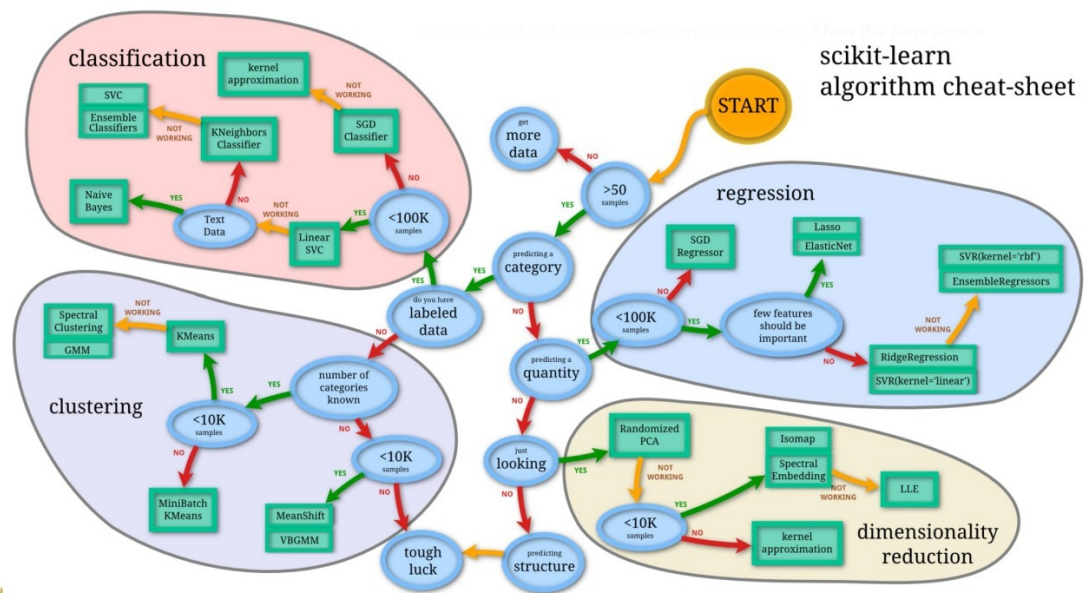 scikit-learn
algorithm cheat-sheet
START
get
more
data
NO
>50
samples
YES
predicting a
category
YES
NO
do you have
labeled
data
YES
NO
predicting a
quantity
YES
NO
just
looking
YES
NO
predicting
structure
tough
luck
classification
kernel
approximation
NOT
WORKING
SGD
Classifier
NO
<100K
samples
YES
Linear
SVC
NOT
WORKING
Text
Data
YES
Naive
Bayes
NO
KNeighbors
Classifier
NOT
WORKING
SVC
Ensemble
Classifiers
regression
SGD
Regressor
NO
<100K
samples
YES
few features
should be
important
YES
Lasso
ElasticNet
NO
RidgeRegression
SVR(kernel='linear')
NOT
WORKING
SVR(kernel='rbf')
EnsembleRegressors
clustering
Spectral
Clustering
GMM
NOT
WORKING
KMeans
YES
<10K
samples
NO
MiniBatch
KMeans
YES
number of
categories
known
NO
<10K
samples
YES
MeanShift
VBGMM
NO
dimensionality
reduction
Randomized
PCA
NOT
WORKING
<10K
samples
YES
Isomap
Spectral
Embedding
NOT
WORKING
LLE
NO
kernel
approximation